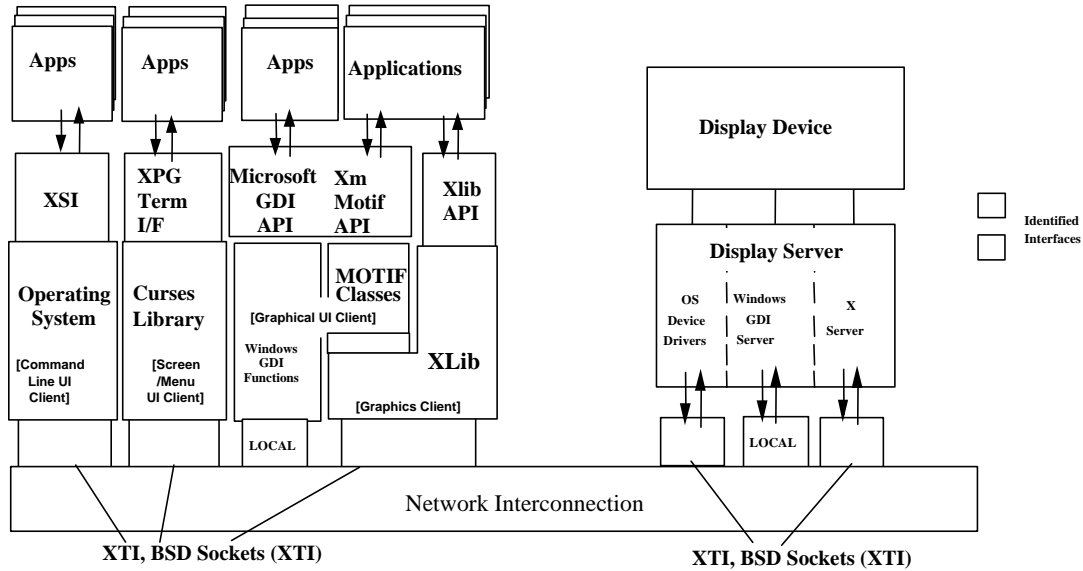 Apps
Apps
Apps
Applications
Display Device
XSI
XPG
Term
I/F
Microsoft
GDI
API
Xm
Motif
API
Xlib
API
Identified
Interfaces
Operating
System
[Command
Line UI
Client]
Curses
Library
[Screen
/Menu
UI Client]
MOTIF
Classes
[Graphical UI Client]
Windows
GDI
Functions
XLib
[Graphics Client]
Display Server
OS
Device
Drivers
Windows
GDI
Server
X
Server
LOCAL
LOCAL
Network Interconnection
XTI, BSD Sockets (XTI)
XTI, BSD Sockets (XTI)